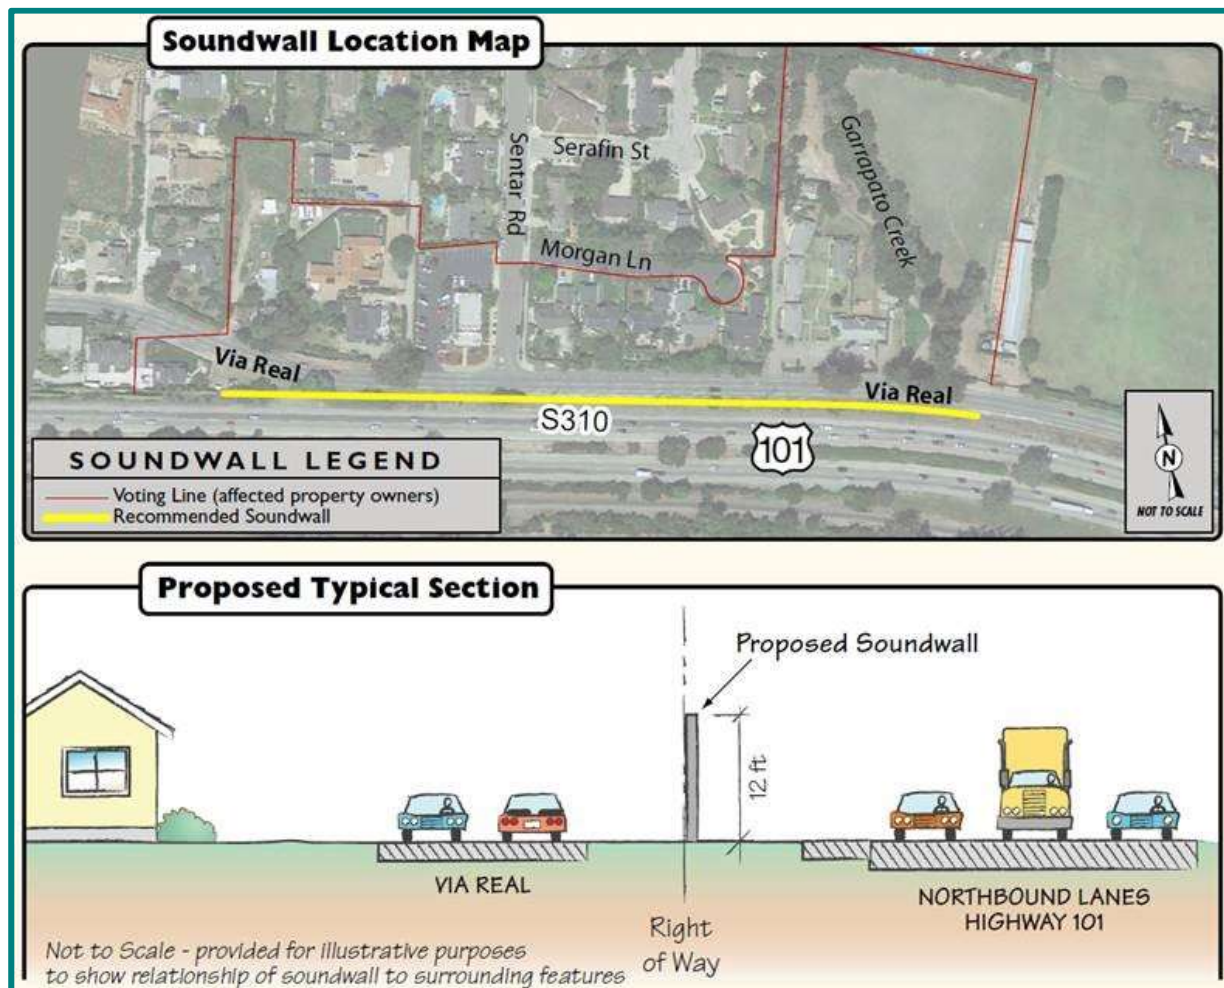 Soundwall Location Map
Serafin St
Sentar Rd
Garrapato Creek
Morgan Ln
Via Real
Via Real
S310
101
SOUNDWALL LEGEND
Voting Line (affected property owners)
Recommended Soundwall
N
NOT TO SCALE
Proposed Typical Section
Proposed Soundwall
12 ft
VIA REAL
NORTHBOUND LANES
HIGHWAY 101
Right
of Way
Not to Scale - provided for illustrative purposes
to show relationship of soundwall to surrounding features